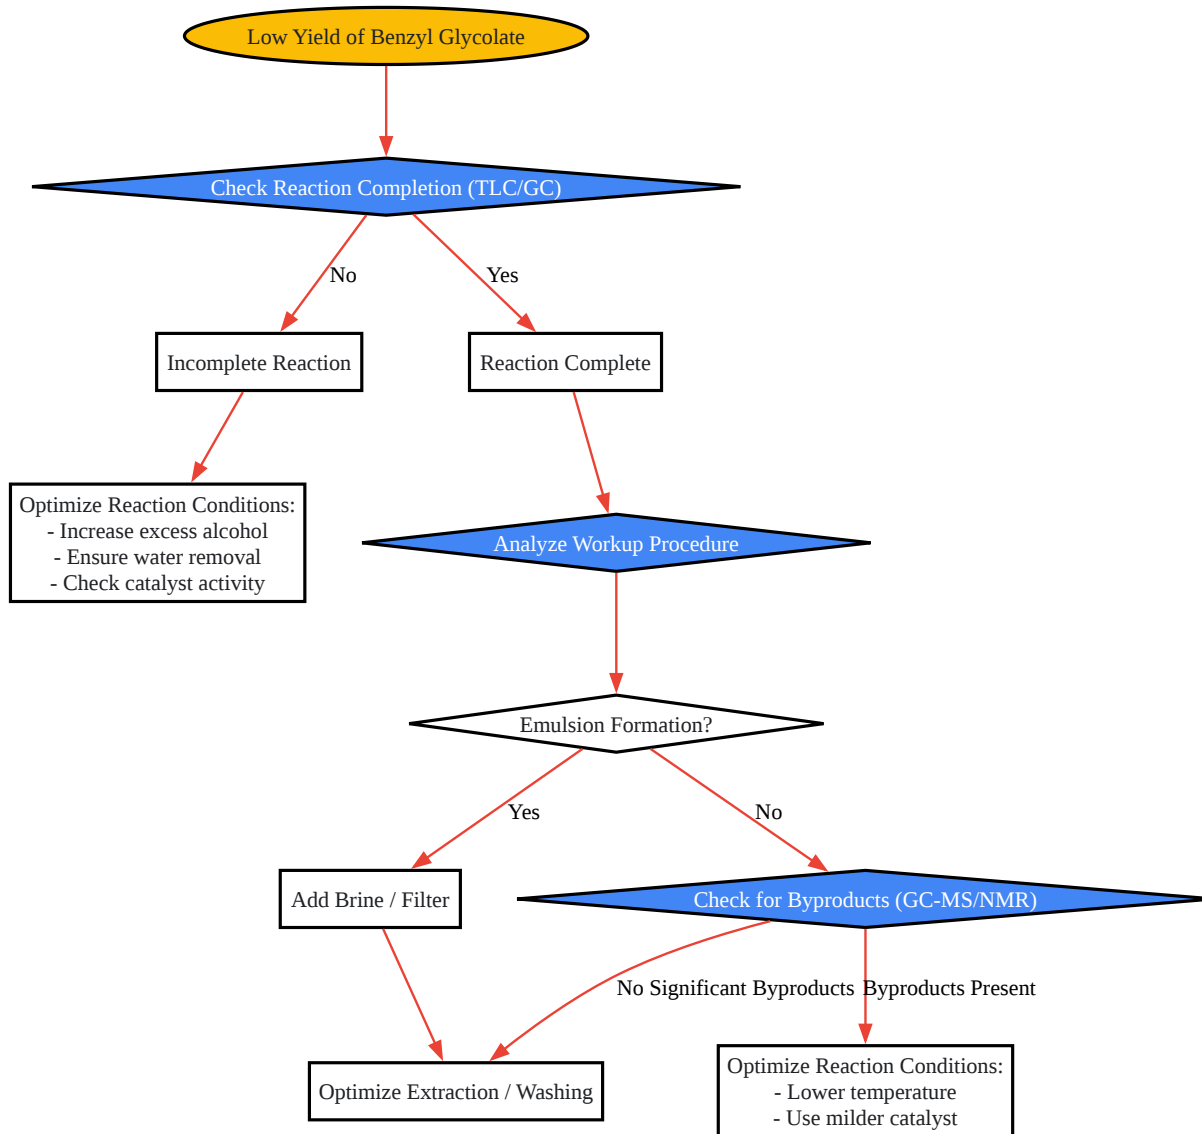 Low Yield of Benzyl Glycolate
Check Reaction Completion (TLC/GC)
No
Yes
Incomplete Reaction
Reaction Complete
Optimize Reaction Conditions:
- Increase excess alcohol
- Ensure water removal
- Check catalyst activity
Analyze Workup Procedure
Emulsion Formation?
Yes
No
Add Brine / Filter
Check for Byproducts (GC-MS/NMR)
No Significant Byproducts
Byproducts Present
Optimize Extraction / Washing
Optimize Reaction Conditions:
- Lower temperature
- Use milder catalyst